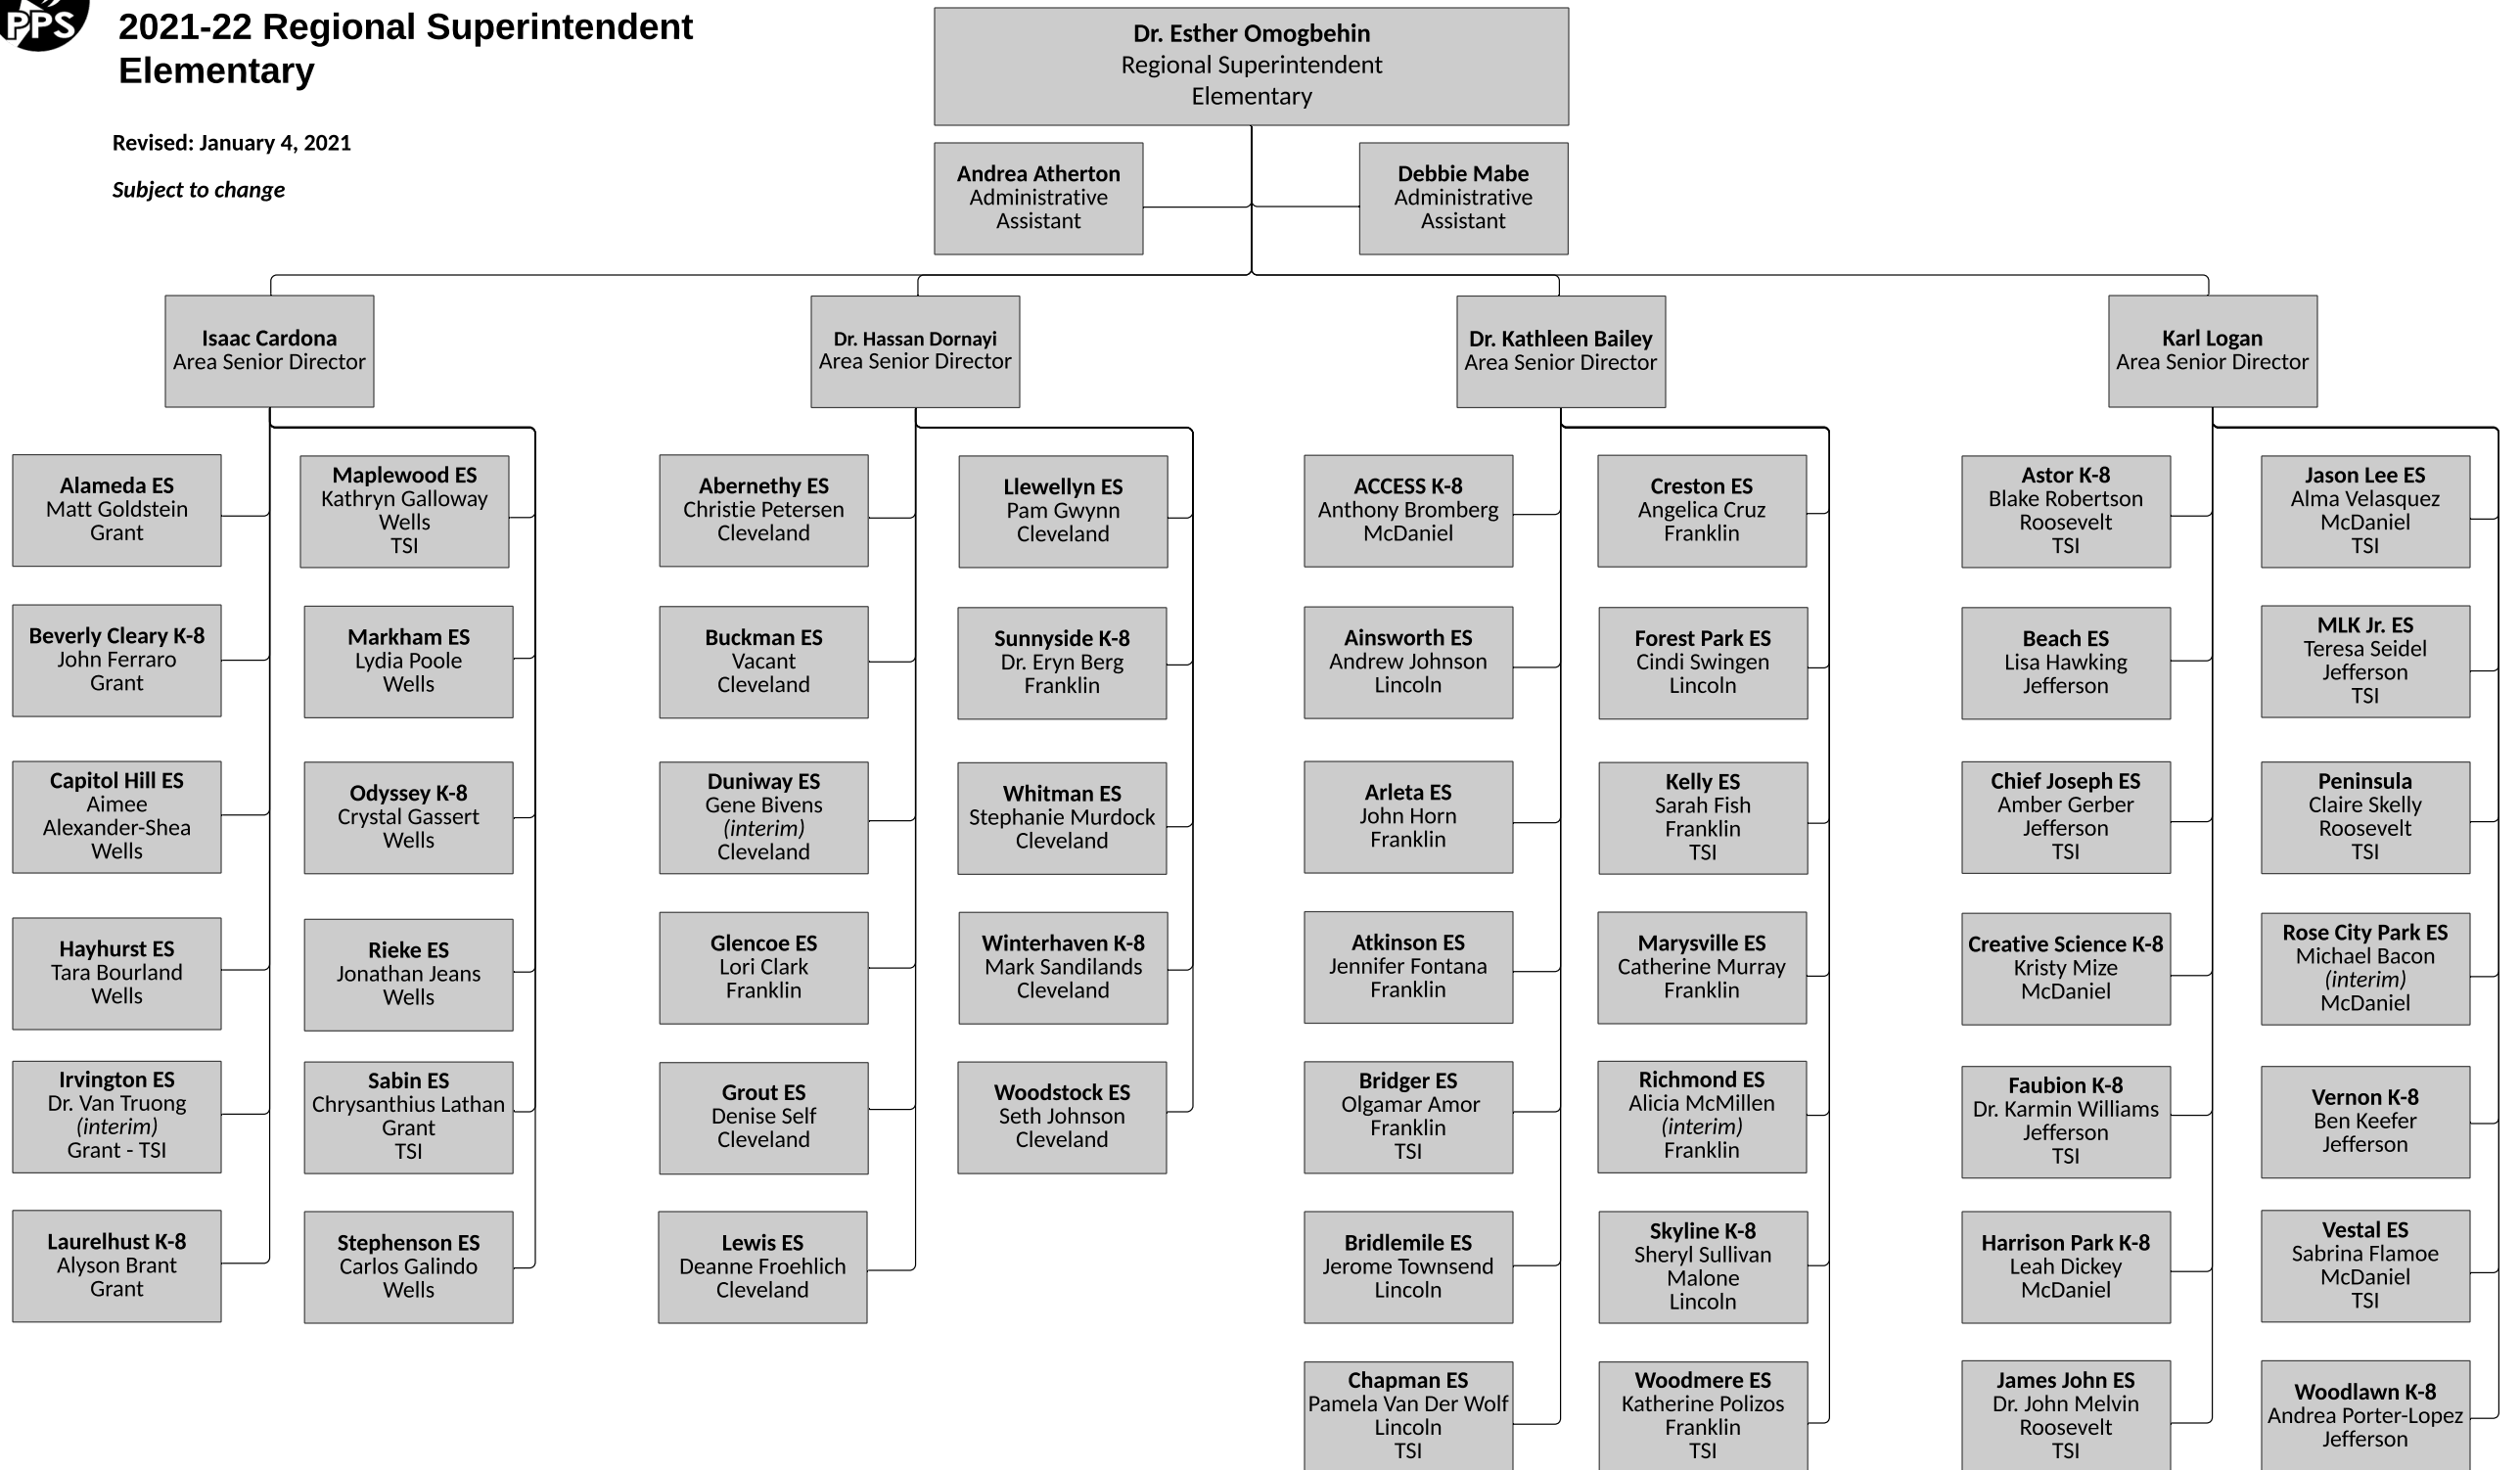 PPS
2021-22 Regional Superintendent
Elementary
Revised: January 4, 2021
Subject to change
Dr. Esther Omogbehin
Regional Superintendent
Elementary
Andrea Atherton
Administrative
Assistant
Debbie Mabe
Administrative
Assistant
Isaac Cardona
Area Senior Director
Dr. Hassan Dornayi
Area Senior Director
Dr. Kathleen Bailey
Area Senior Director
Karl Logan
Area Senior Director
Alameda ES
Matt Goldstein
Grant
Beverly Cleary K-8
John Ferraro
Grant
Capitol Hill ES
Aimee
Alexander-Shea
Wells
Hayhurst ES
Tara Bourland
Wells
Irvington ES
Dr. Van Truong
(interim)
Grant - TSI
Laurelhust K-8
Alyson Brant
Grant
Maplewood ES
Kathryn Galloway
Wells
TSI
Markham ES
Lydia Poole
Wells
Odyssey K-8
Crystal Gassert
Wells
Rieke ES
Jonathan Jeans
Wells
Sabin ES
Chrysanthius Lathan
Grant
TSI
Stephenson ES
Carlos Galindo
Wells
Abernethy ES
Christie Petersen
Cleveland
Buckman ES
Vacant
Cleveland
Duniway ES
Gene Bivens
(interim)
Cleveland
Glencoe ES
Lori Clark
Franklin
Grout ES
Denise Self
Cleveland
Lewis ES
Deanne Froehlich
Cleveland
Llewellyn ES
Pam Gwynn
Cleveland
Sunnyside K-8
Dr. Eryn Berg
Franklin
Whitman ES
Stephanie Murdock
Cleveland
Winterhaven K-8
Mark Sandilands
Cleveland
Woodstock ES
Seth Johnson
Cleveland
ACCESS K-8
Anthony Bromberg
McDaniel
Ainsworth ES
Andrew Johnson
Lincoln
Arleta ES
John Horn
Franklin
Atkinson ES
Jennifer Fontana
Franklin
Bridger ES
Olgamar Amor
Franklin
TSI
Bridlemile ES
Jerome Townsend
Lincoln
Chapman ES
Pamela Van Der Wolf
Lincoln
TSI
Creston ES
Angelica Cruz
Franklin
Forest Park ES
Cindi Swingen
Lincoln
Kelly ES
Sarah Fish
Franklin
TSI
Marysville ES
Catherine Murray
Franklin
Richmond ES
Alicia McMillen
(interim)
Franklin
Skyline K-8
Sheryl Sullivan
Malone
Lincoln
Woodmere ES
Katherine Polizos
Franklin
TSI
Astor K-8
Blake Robertson
Roosevelt
TSI
Beach ES
Lisa Hawking
Jefferson
Chief Joseph ES
Amber Gerber
Jefferson
TSI
Creative Science K-8
Kristy Mize
McDaniel
Faubion K-8
Dr. Karmin Williams
Jefferson
TSI
Harrison Park K-8
Leah Dickey
McDaniel
James John ES
Dr. John Melvin
Roosevelt
TSI
Jason Lee ES
Alma Velasquez
McDaniel
TSI
MLK Jr. ES
Teresa Seidel
Jefferson
TSI
Peninsula
Claire Skelly
Roosevelt
TSI
Rose City Park ES
Michael Bacon
(interim)
McDaniel
Vernon K-8
Ben Keefer
Jefferson
Vestal ES
Sabrina Flamoe
McDaniel
TSI
Woodlawn K-8
Andrea Porter-Lopez
Jefferson